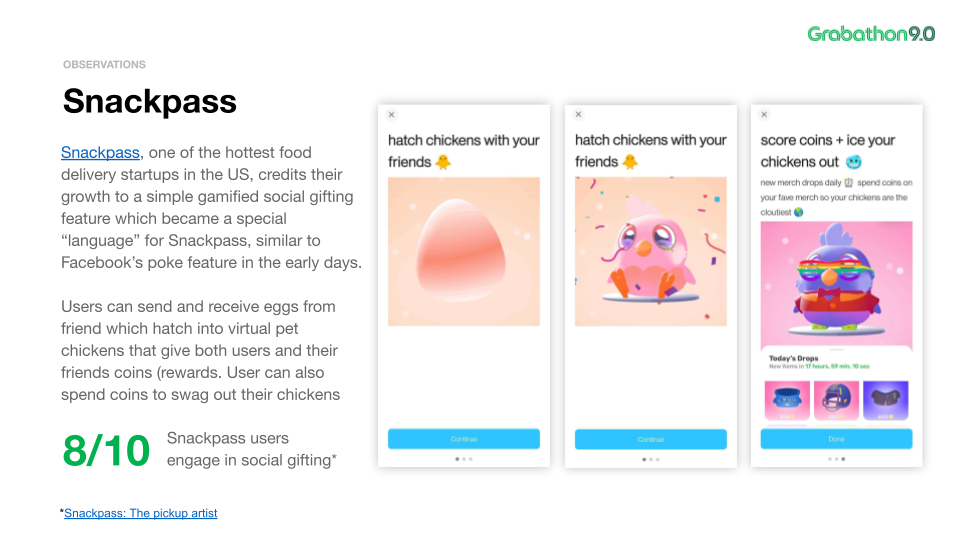 Grabathon9.0
OBSERVATIONS
Snackpass
Snackpass, one of the hottest food
delivery startups in the US, credits their
growth to a simple gamified social gifting
feature which became a special
“language” for Snackpass, similar to
Facebook’s poke feature in the early days.
Users can send and receive eggs from
friend which hatch into virtual pet
chickens that give both users and their
friends coins (rewards. User can also
spend coins to swag out their chickens
8/10
Snackpass users
engage in social gifting*
*Snackpass: The pickup artist
hatch chickens with your
friends 🐥
Continue
hatch chickens with your
friends 🐥
Continue
score coins + ice your
chickens out 🥶
new merch drops daily ⏰ spend coins on
your fave merch so your chickens are the
cloutiest 🌎
Today's Drops
New items in 17 hours, 59 min, 10 sec
Done